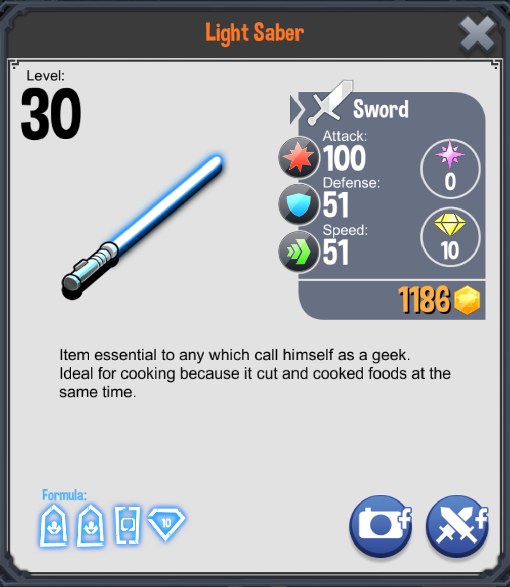 Light Saber
Level:
30
Sword
Attack:
100
Defense:
51
Speed:
51
0
10
1186
Item essential to any which call himself as a geek.
Ideal for cooking because it cut and cooked foods at the
same time.
Formula:
10
f
f